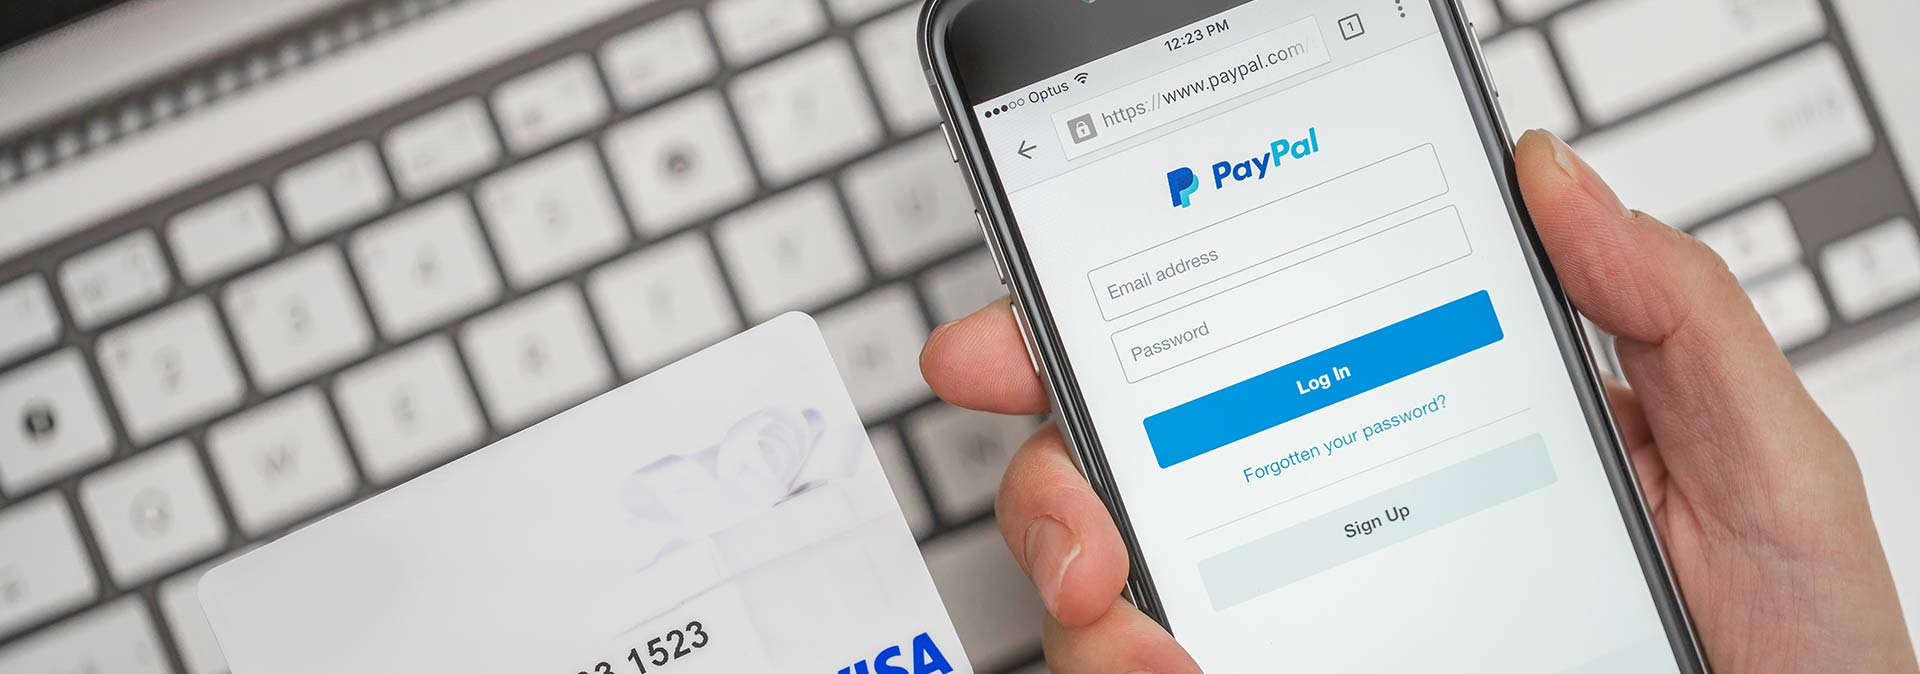 Optus 12:23 PM
https://www.paypal.com/
1
PayPal
Email address
Password
Log In
Forgotten your password?
Sign Up
1523
VISA